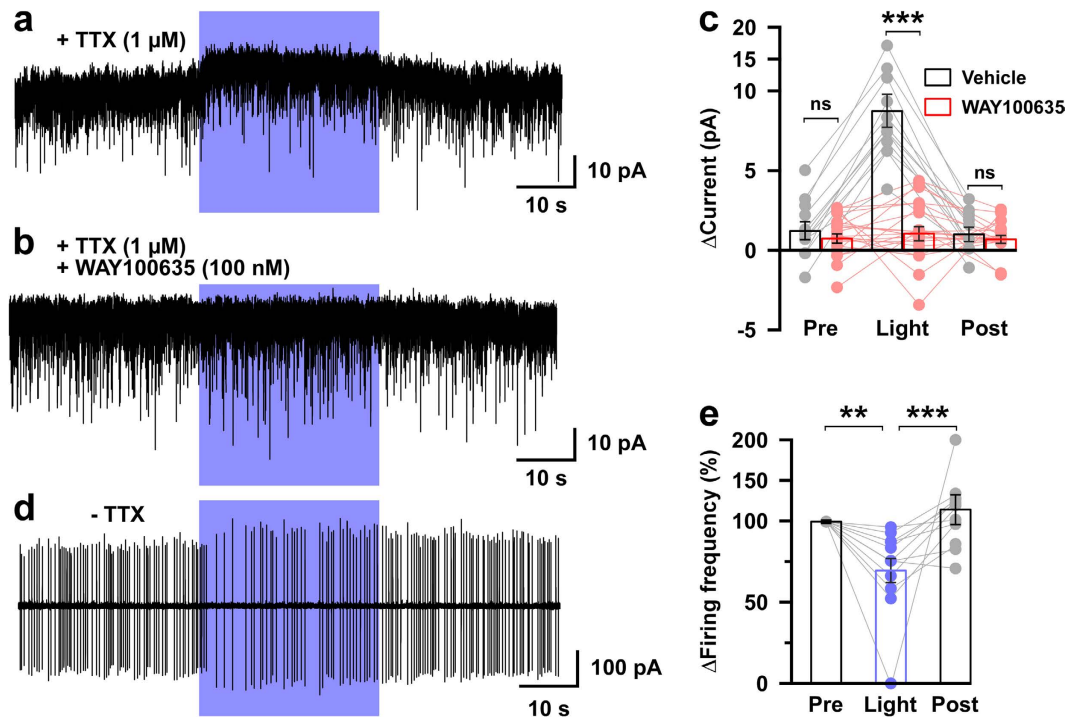 a
+ TTX (1 µM)
10 pA
10 s
b
+ TTX (1 µM)
+ WAY100635 (100 nM)
10 pA
10 s
d
- TTX
100 pA
10 s
c
ΔCurrent (pA)
20
15
10
5
0
-5
ns
***
ns
Vehicle
WAY100635
Pre Light Post
e
ΔFiring frequency (%)
200
150
100
50
0
** ***
Pre Light Post